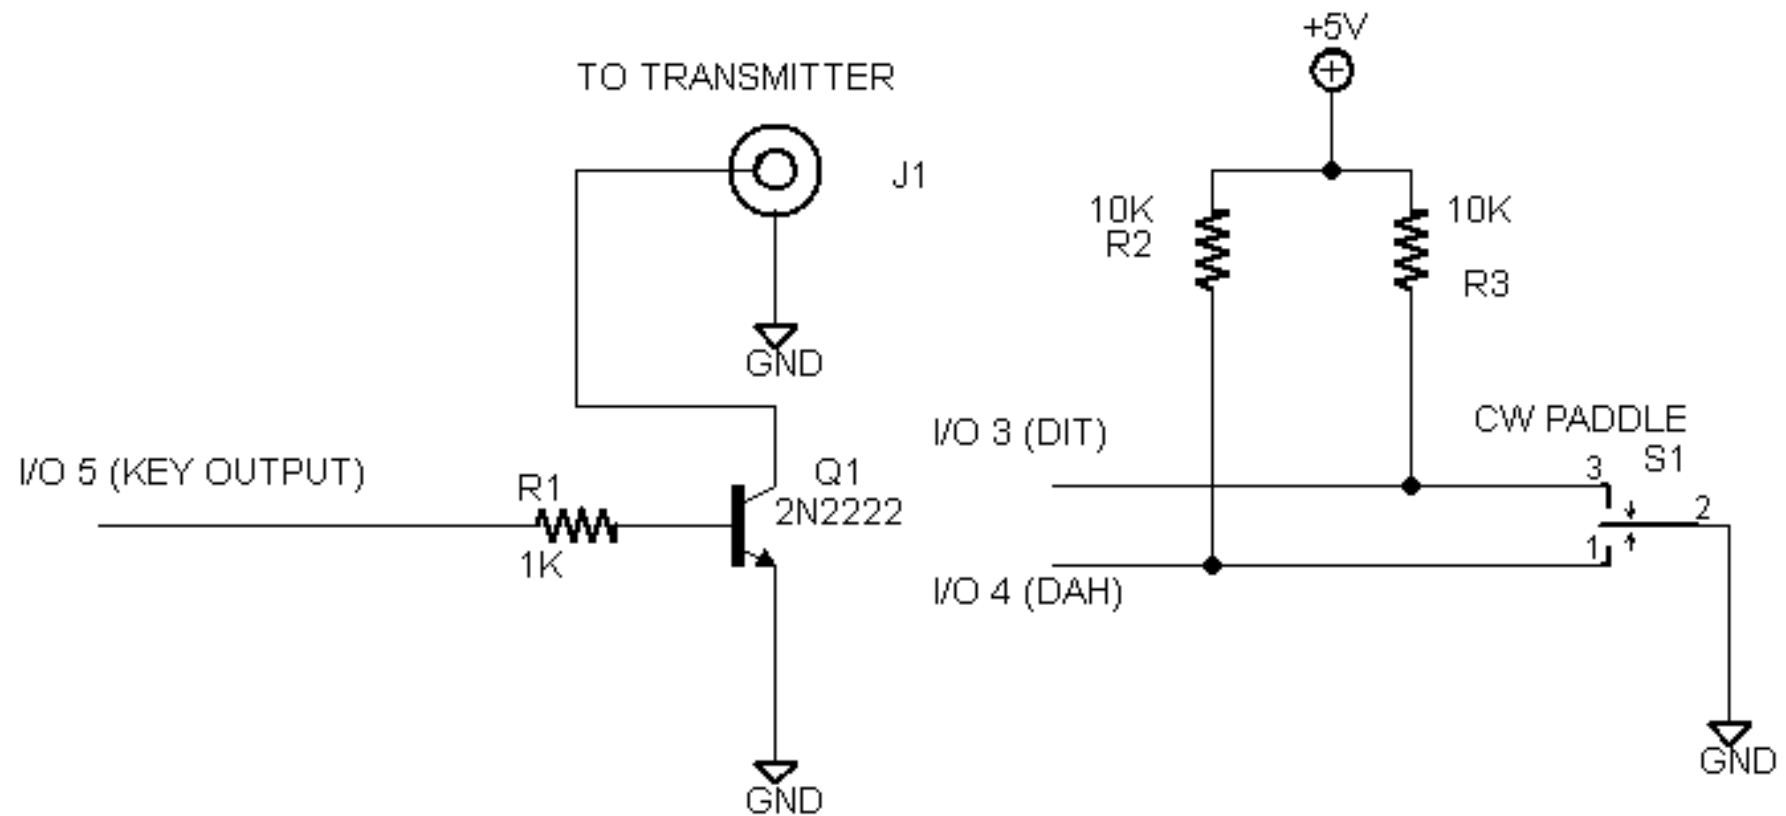 +5V
TO TRANSMITTER
J1
10K
R2
10K
R3
GND
I/O 3 (DIT)
CW PADDLE
S1
I/O 5 (KEY OUTPUT)
R1
1K
Q1
2N2222
3
2
1
I/O 4 (DAH)
GND
GND